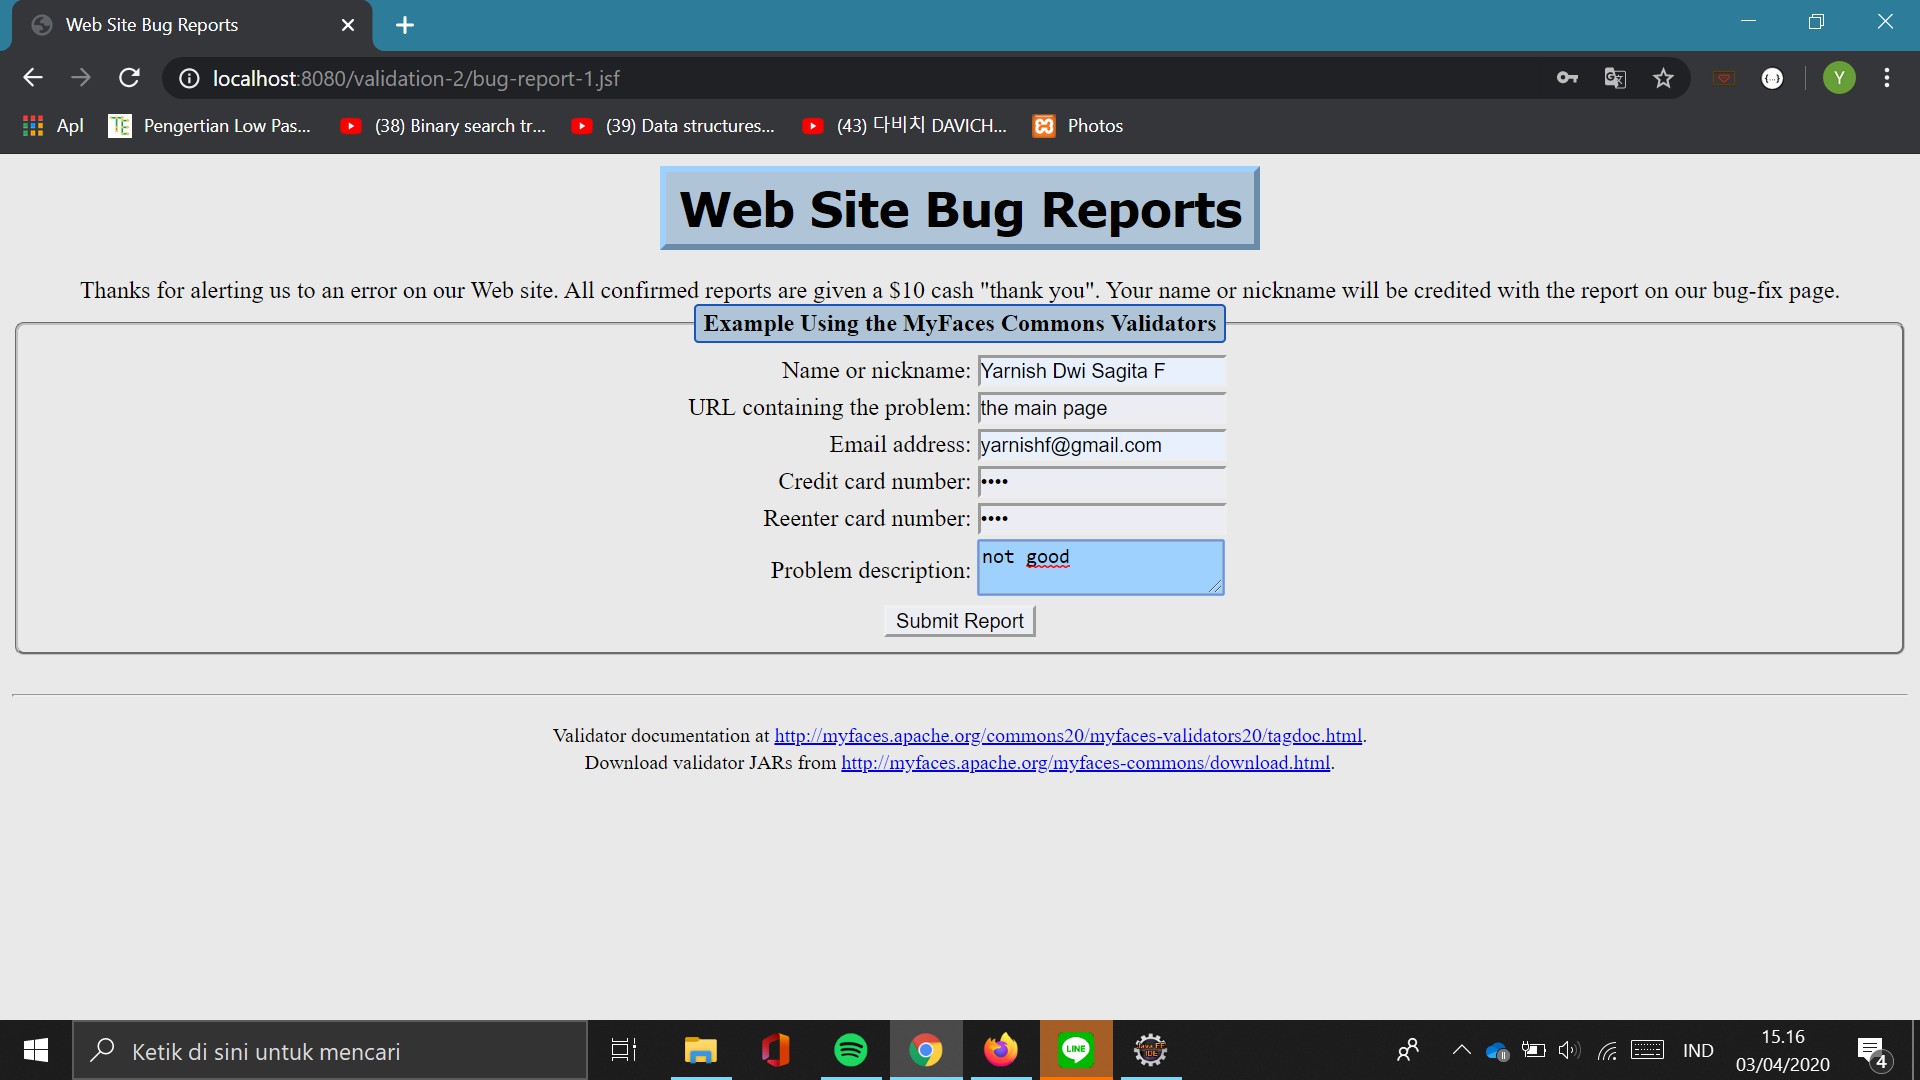 Web Site Bug Reports
localhost:8080/validation-2/bug-report-1.jsf
Y
Apl
TE Pengertian Low Pas...
(38) Binary search tr...
(39) Data structures...
(43) 다비치 DAVICH...
Photos
Web Site Bug Reports
Thanks for alerting us to an error on our Web site. All confirmed reports are given a $10 cash "thank you". Your name or nickname will be credited with the report on our bug-fix page.
Example Using the MyFaces Commons Validators
Name or nickname: Yarnish Dwi Sagita F
URL containing the problem: the main page
Email address: yarnishf@gmail.com
Credit card number: ••••
Reenter card number: ••••
Problem description: not good
Submit Report
Validator documentation at http://myfaces.apache.org/commons20/myfaces-validators20/tagdoc.html.
Download validator JARs from http://myfaces.apache.org/myfaces-commons/download.html.
Ketik di sini untuk mencari
LINE
IND
15.16
03/04/2020
4